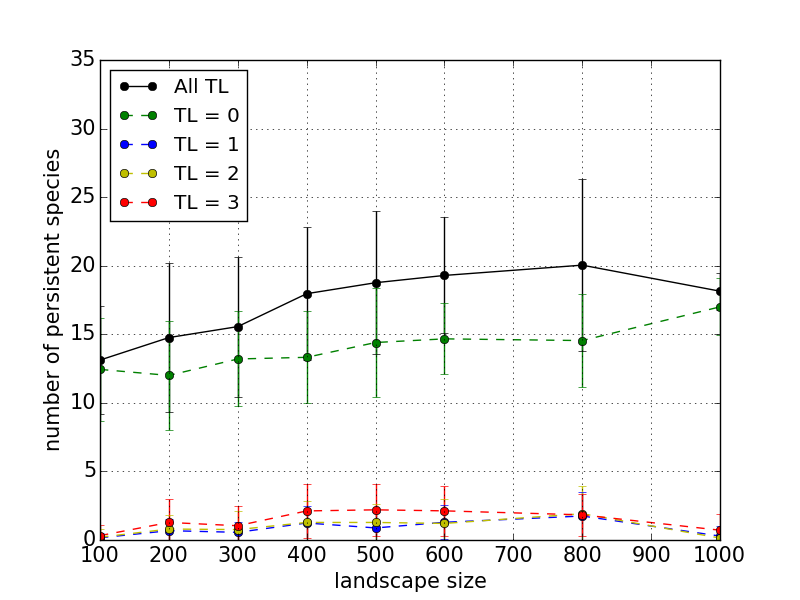 35
30
25
20
15
10
5
0
number of persistent species
All TL
TL = 0
TL = 1
TL = 2
TL = 3
100 200 300 400 500 600 700 800 900 1000
landscape size